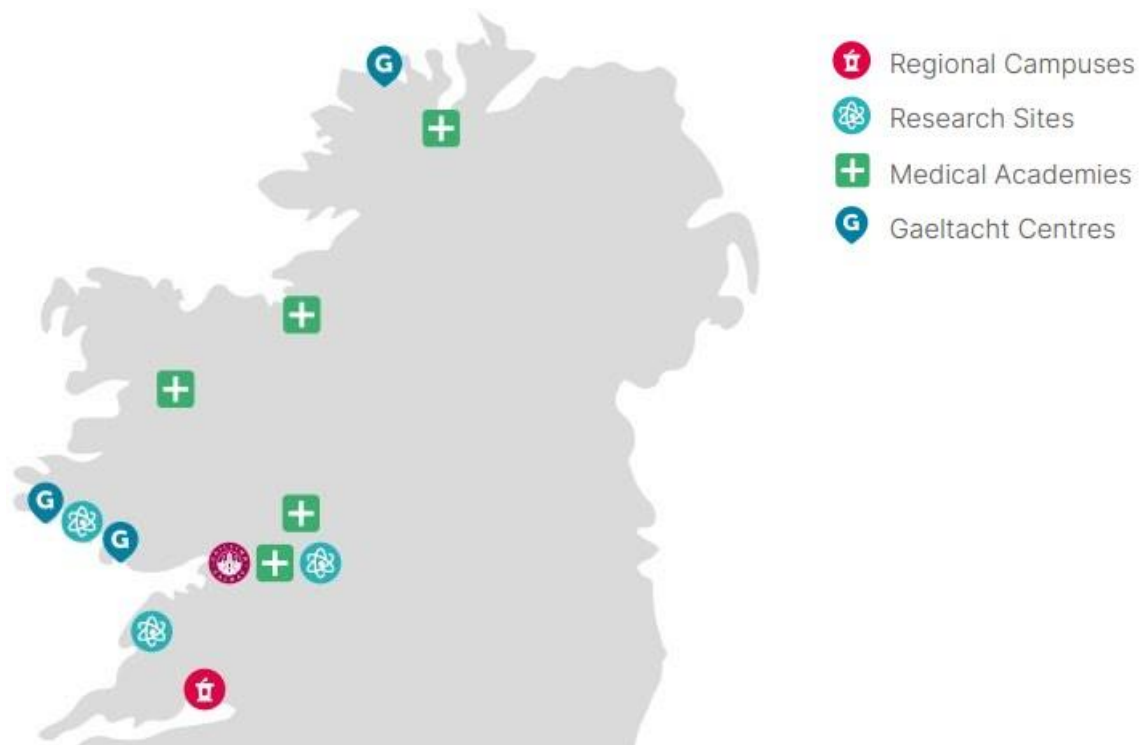 G
Regional Campuses
Research Sites
Medical Academies
G Gaeltacht Centres
G
G